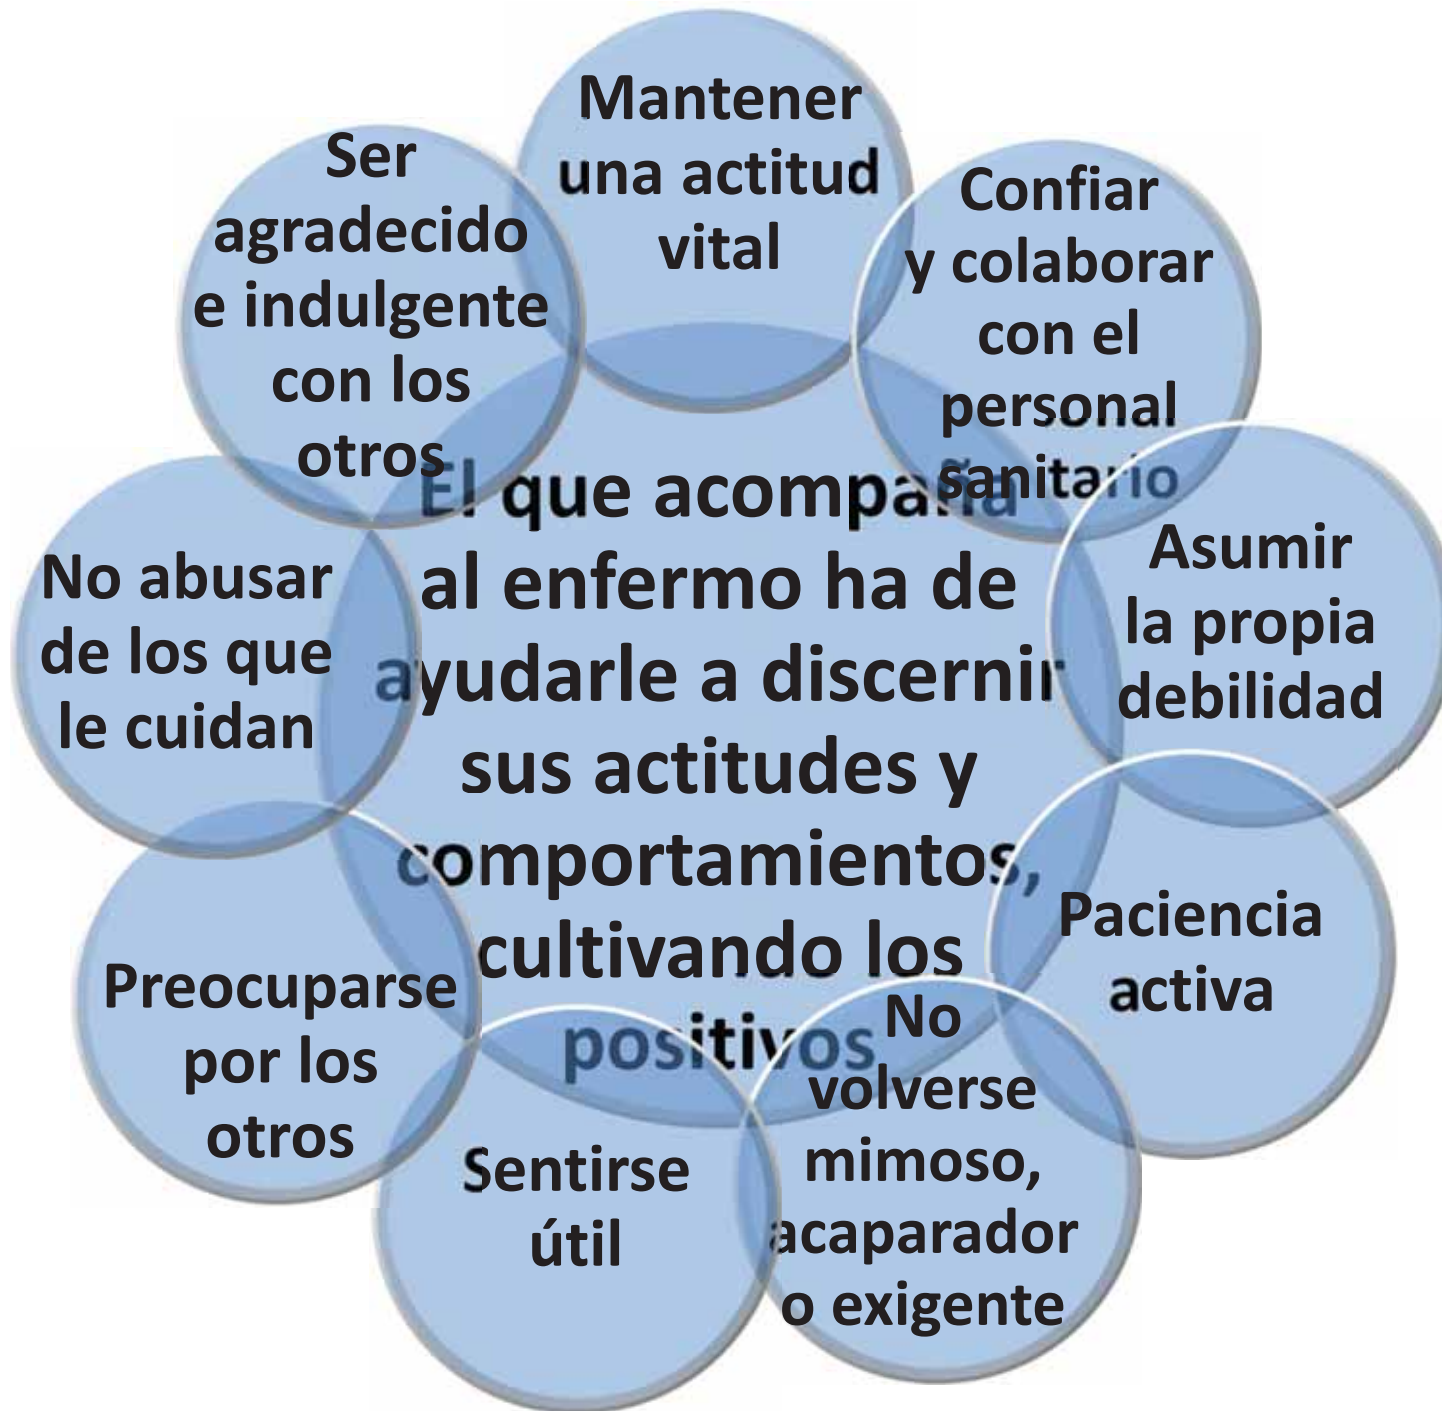 Mantener
una actitud
vital
Confiar
y colaborar
con el
personal
sanitario
Asumir
la propia
debilidad
Paciencia
activa
No
volverse
mimoso,
acaparador
o exigente
Sentirse
útil
Preocuparse
por los
otros
No abusar
de los que
le cuidan
Ser
agradecido
e indulgente
con los
otros
El que acompaña
al enfermo ha de
ayudarle a discernir
sus actitudes y
comportamientos,
cultivando los
positivos